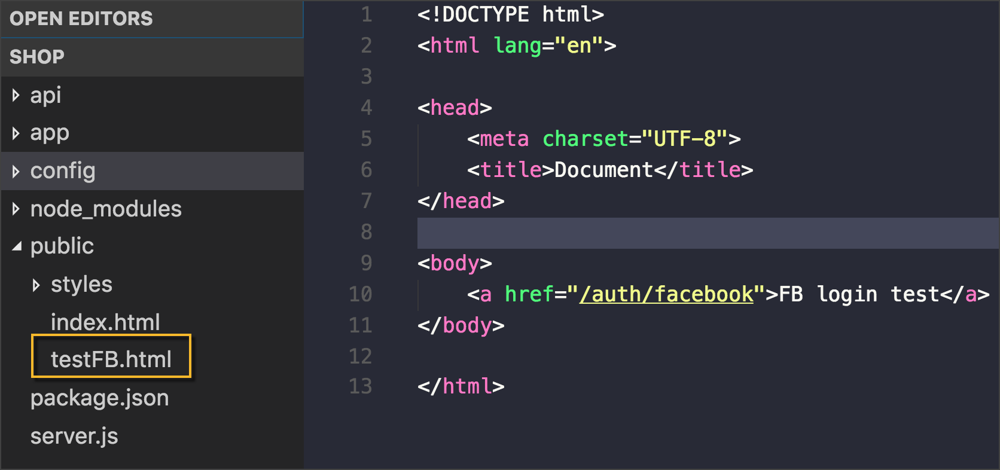 OPEN EDITORS
SHOP
api
app
config
node_modules
public
styles
index.html
testFB.html
package.json
server.js
1 <!DOCTYPE html>
2 <html lang="en">
3
4 <head>
5 <meta charset="UTF-8">
6 <title>Document</title>
7 </head>
8
9 <body>
10 <a href="/auth/facebook">FB login test</a>
11 </body>
12
13 </html>